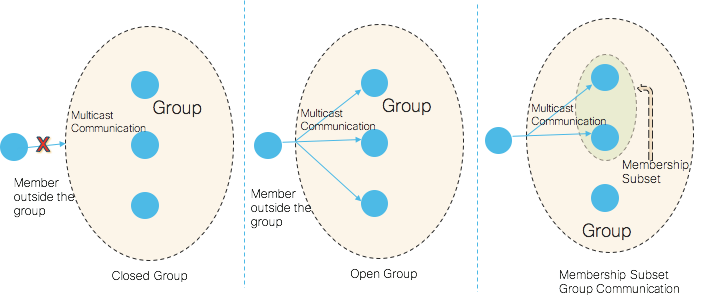 Group
Multicast
Communication
Member
outside the
group
Closed Group
Group
Multicast
Communication
Member
outside the
group
Open Group
Multicast
Communication
Membership
Subset
Group
Membership Subset
Group Communication